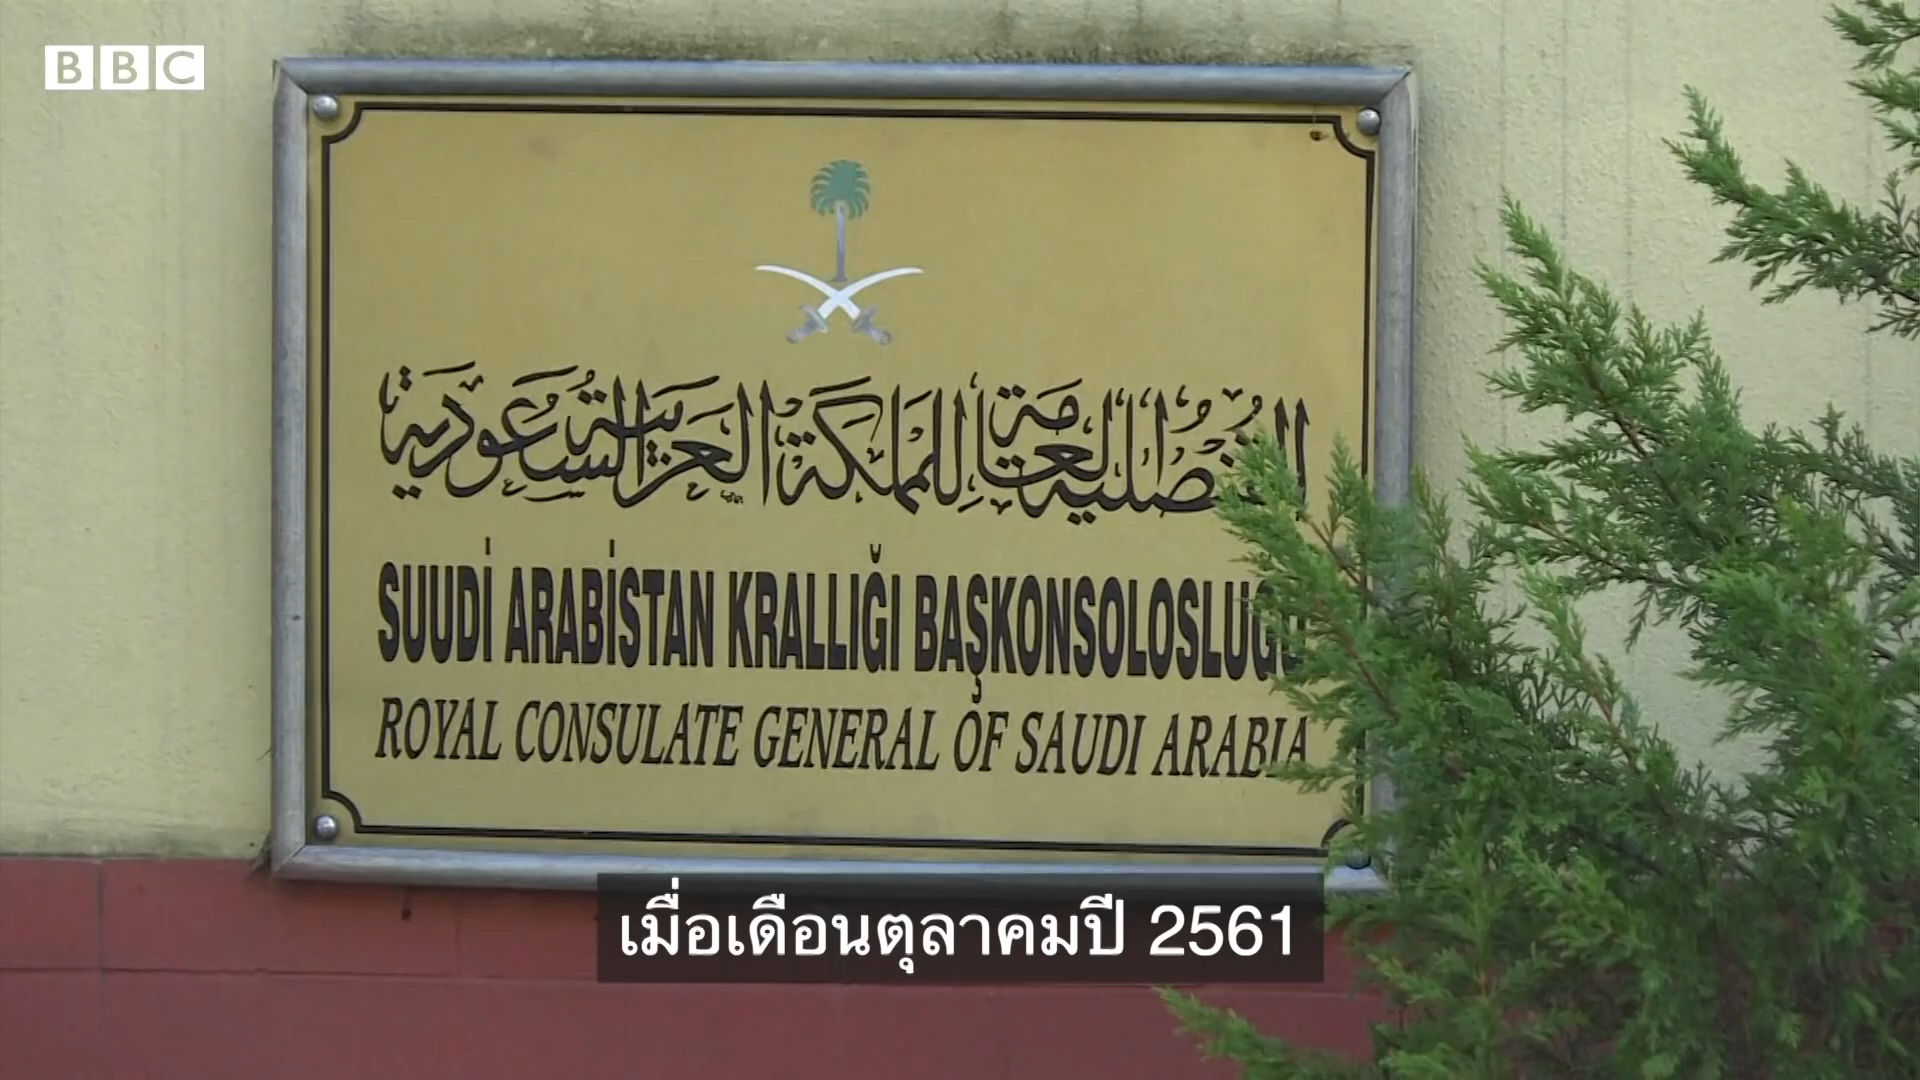 BBC
القنصلية العامة للمملكة العربية السعودية
SUUDİ ARABİSTAN KRALLIĞI BAŞKONSOLOSLUĞU
ROYAL CONSULATE GENERAL OF SAUDI ARABIA
เมื่อเดือนตุลาคมปี 2561